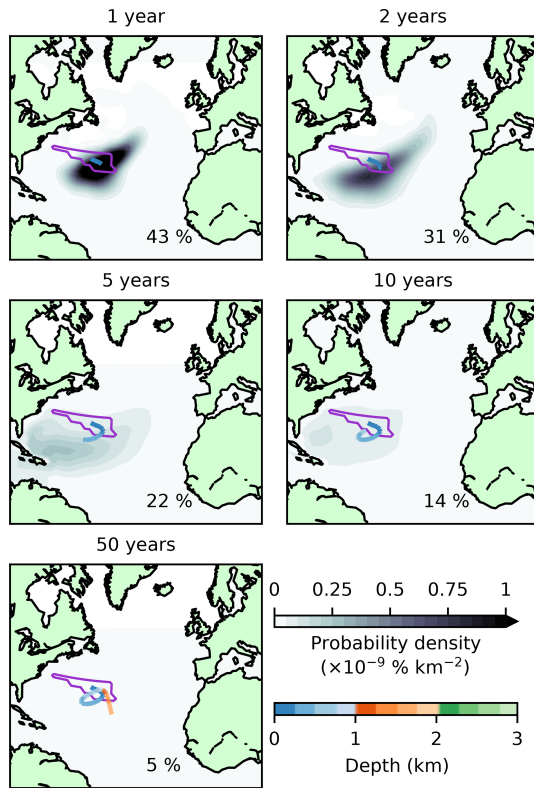 1 year
2 years
43 %
31 %
5 years
10 years
22 %
14 %
50 years
5 %
0 0.25 0.5 0.75 1
Probability density
(×10⁻⁹ % km⁻²)
0 1 2 3
Depth (km)